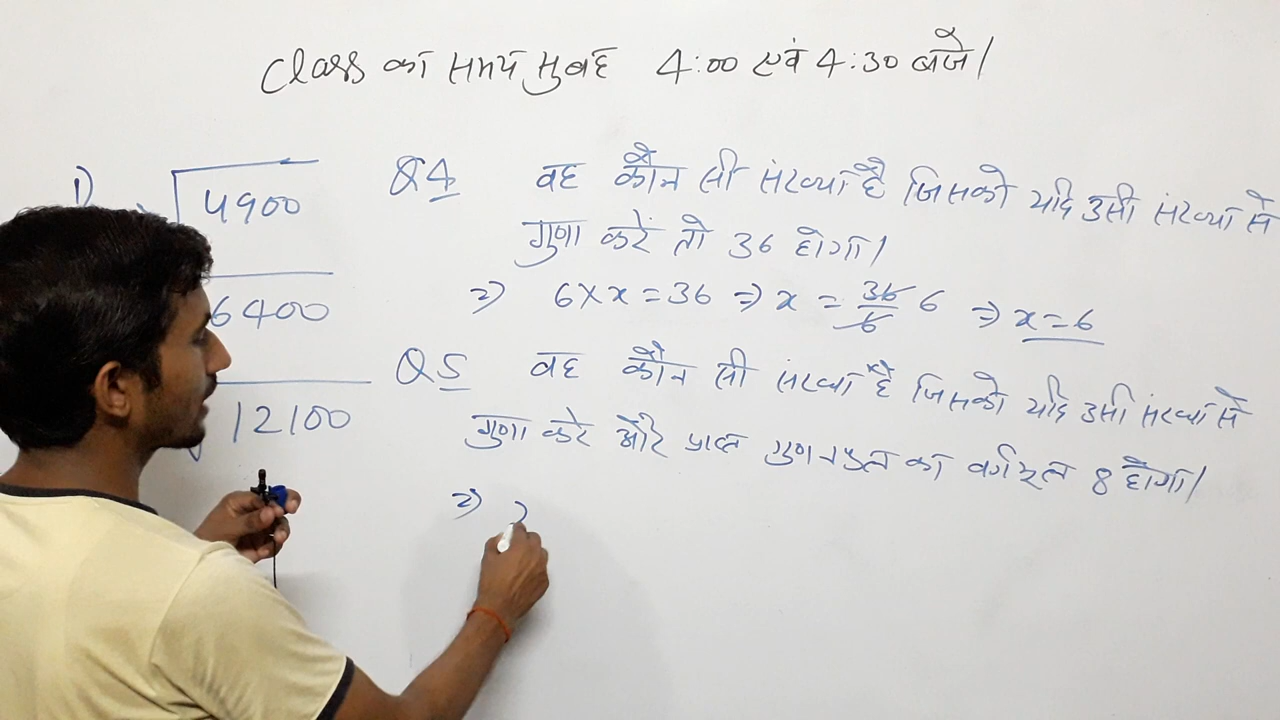 Class का समय सुबह 4:00 एवं 4:30 बजे।
1) √4900
6400
√12100
Q4 वह कौन सी संख्या है जिसको यदि उसी संख्या से
गुणा करें तो 36 होगा।
=) 6×x = 36 => x = 36/6 6 => x = 6
Q5 वह कौन सी संख्या है जिसको यदि उसी संख्या से
गुणा करे और प्राप्त गुणनफल का वर्गमूल 8 होगा।
=)